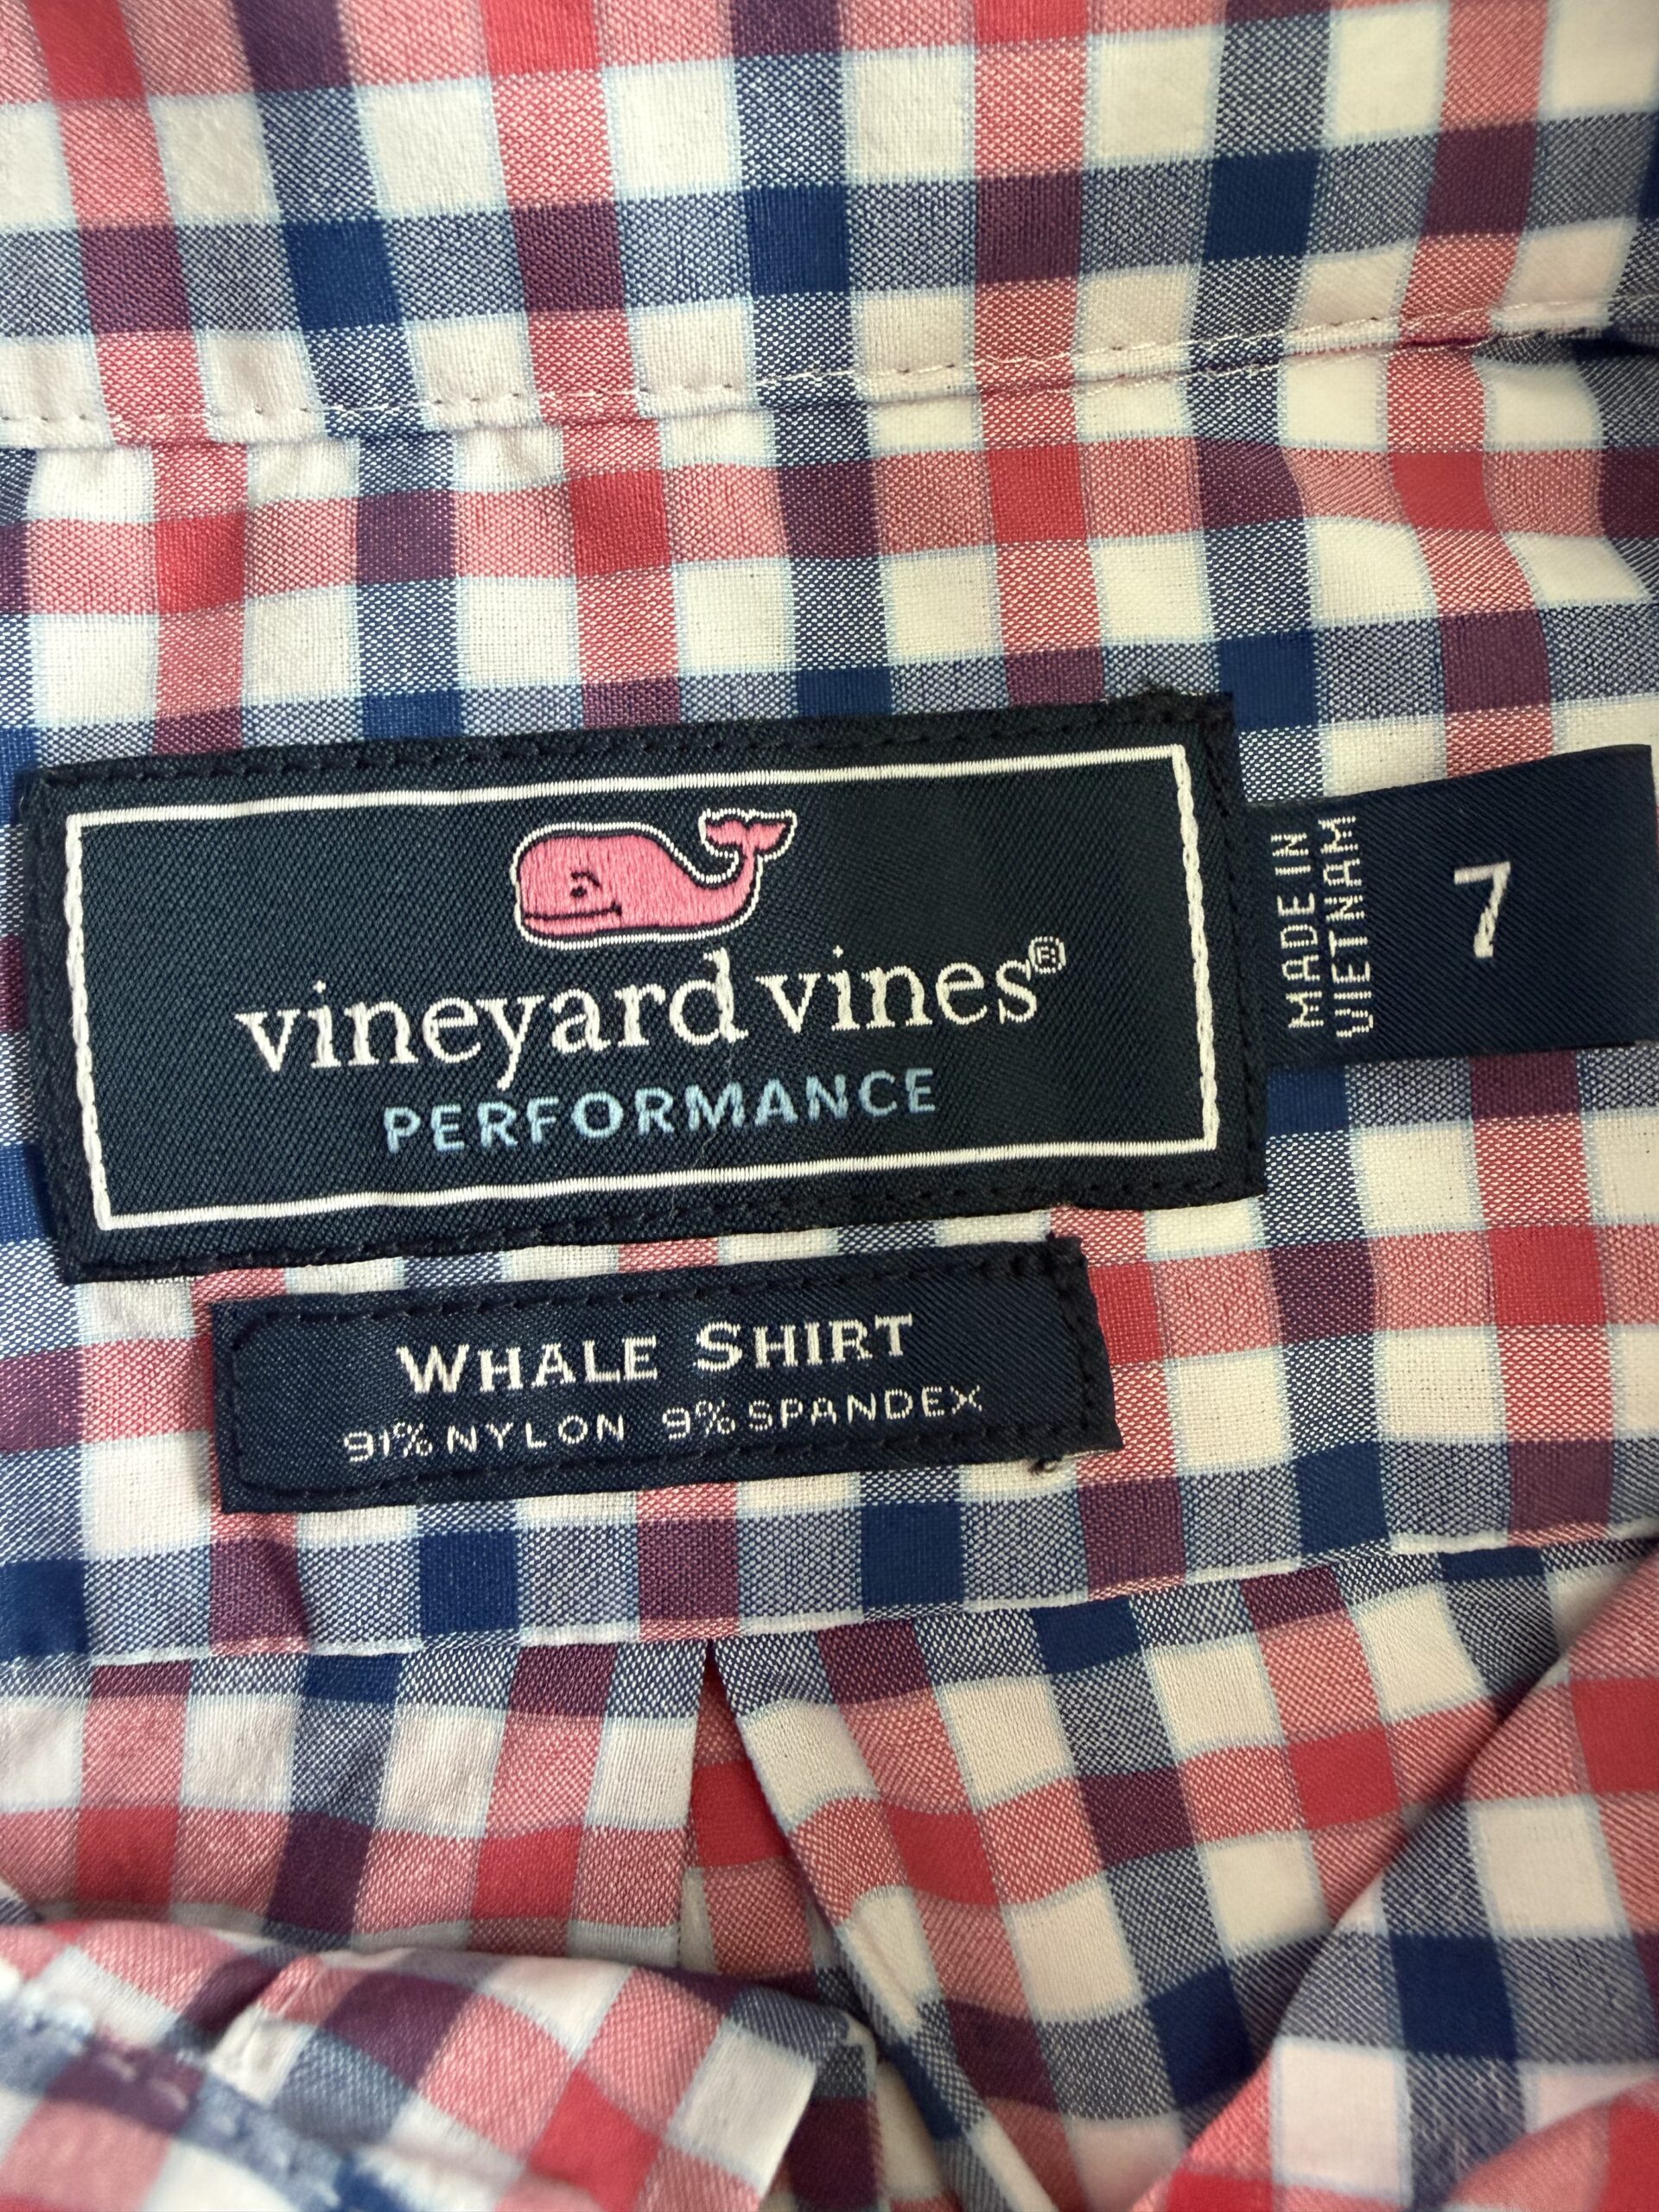 vineyard vines®
PERFORMANCE
MADE IN
VIETNAM
7
WHALE SHIRT
91% NYLON 9% SPANDEX